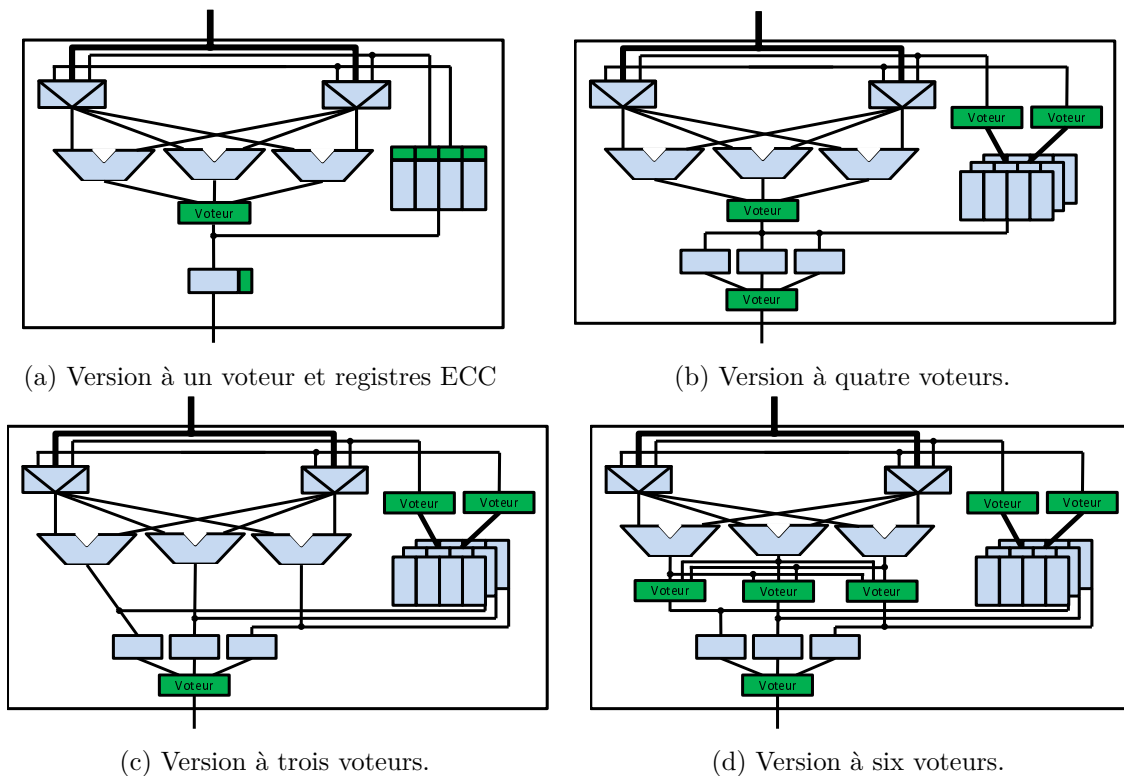 Voteur
(a) Version à un voteur et registres ECC
Voteur Voteur
Voteur
Voteur
(b) Version à quatre voteurs.
Voteur Voteur
Voteur
(c) Version à trois voteurs.
Voteur Voteur
Voteur Voteur Voteur
Voteur
(d) Version à six voteurs.